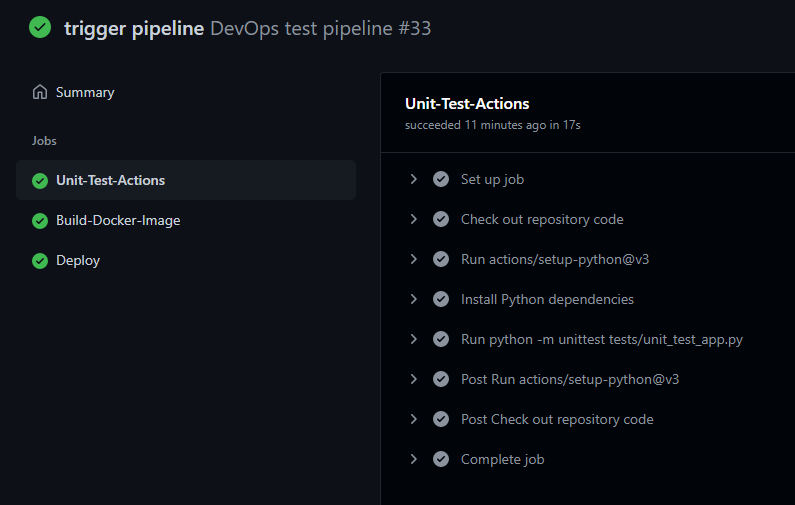 trigger pipeline DevOps test pipeline #33
Summary
Jobs
Unit-Test-Actions
Build-Docker-Image
Deploy
Unit-Test-Actions
succeeded 11 minutes ago in 17s
Set up job
Check out repository code
Run actions/setup-python@v3
Install Python dependencies
Run python -m unittest tests/unit_test_app.py
Post Run actions/setup-python@v3
Post Check out repository code
Complete job